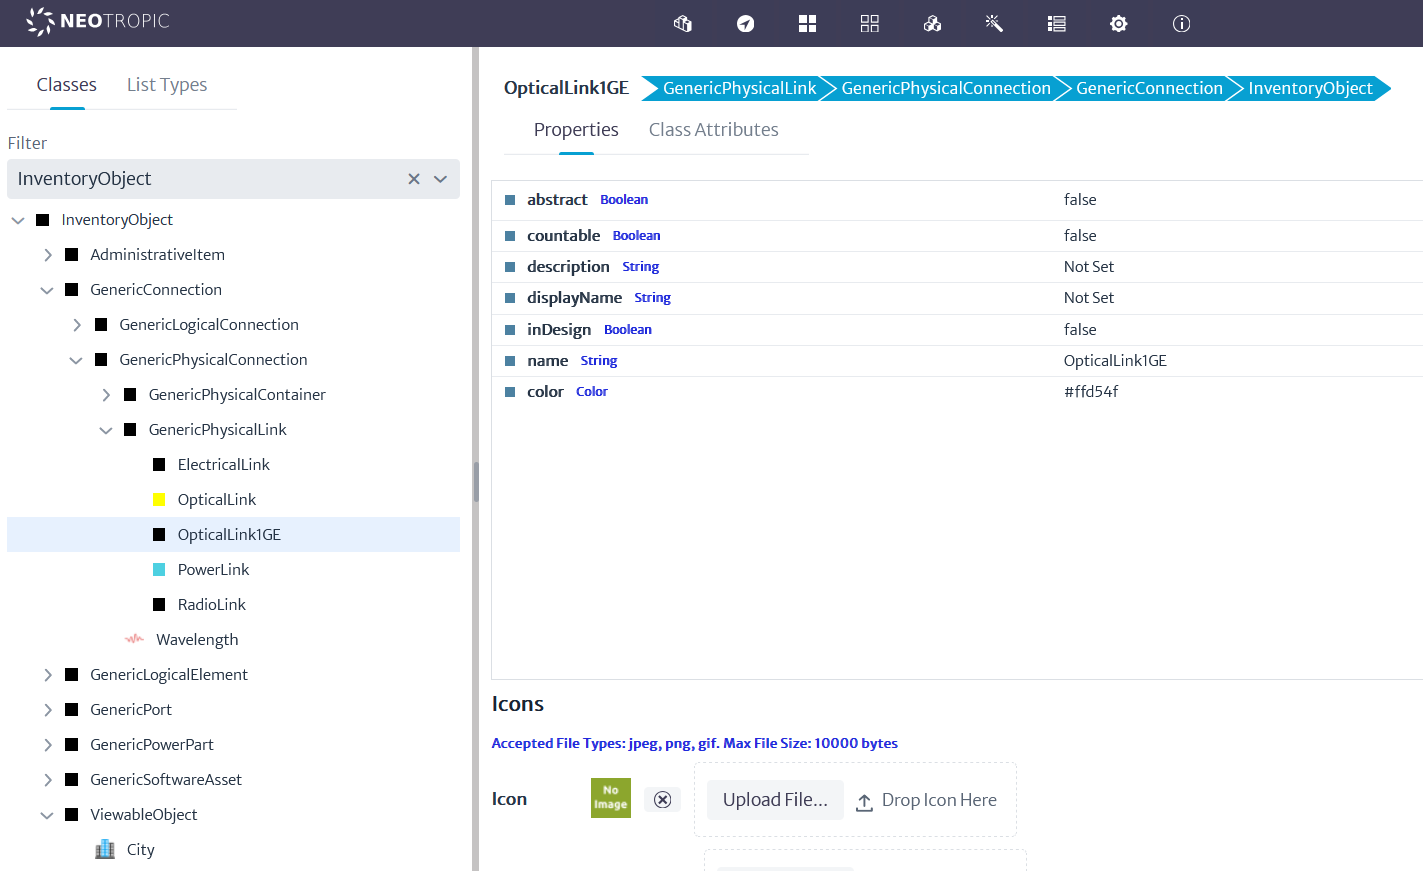 NEOTROPIC
Classes List Types
Filter
InventoryObject
InventoryObject
AdministrativeItem
GenericConnection
GenericLogicalConnection
GenericPhysicalConnection
GenericPhysicalContainer
GenericPhysicalLink
ElectricalLink
OpticalLink
OpticalLink1GE
PowerLink
RadioLink
Wavelength
GenericLogicalElement
GenericPort
GenericPowerPart
GenericSoftwareAsset
ViewableObject
City
OpticalLink1GE GenericPhysicalLink GenericPhysicalConnection GenericConnection InventoryObject
Properties Class Attributes
abstract Boolean false
countable Boolean false
description String Not Set
displayName String Not Set
inDesign Boolean false
name String OpticalLink1GE
color Color #ffd54f
Icons
Accepted File Types: jpeg, png, gif. Max File Size: 10000 bytes
Icon No Image Upload File... Drop Icon Here